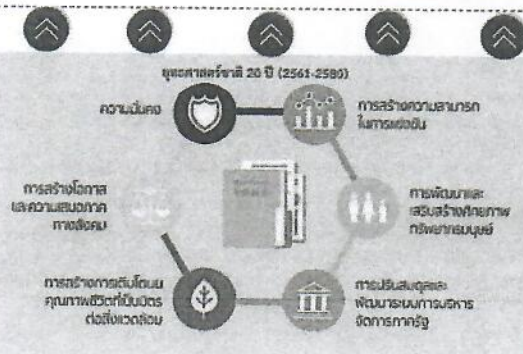 ยุทธศาสตร์ชาติ 20 ปี (2561-2580)
ความมั่นคง
การสร้างความสามารถ
ในการแข่งขัน
การสร้างโอกาส
และความเสมอภาค
ทางสังคม
การพัฒนาและ
เสริมสร้างศักยภาพ
ทรัพยากรมนุษย์
การสร้างการเติบโตบน
คุณภาพชีวิตที่เป็นมิตร
ต่อสิ่งแวดล้อม
การปรับสมดุลและ
พัฒนาระบบการบริหาร
จัดการภาครัฐ